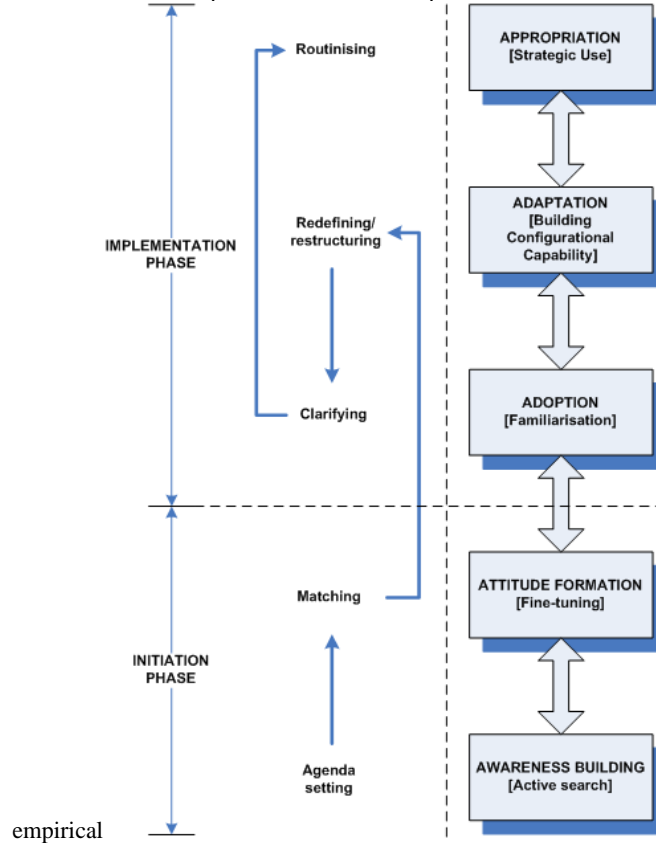 APPROPRIATION
[Strategic Use]
Routinising
ADAPTATION
[Building
Configurational
Capability]
Redefining/
restructuring
IMPLEMENTATION
PHASE
ADOPTION
[Familiarisation]
Clarifying
ATTITUDE FORMATION
[Fine-tuning]
Matching
INITIATION
PHASE
AWARENESS BUILDING
[Active search]
Agenda
setting
empirical